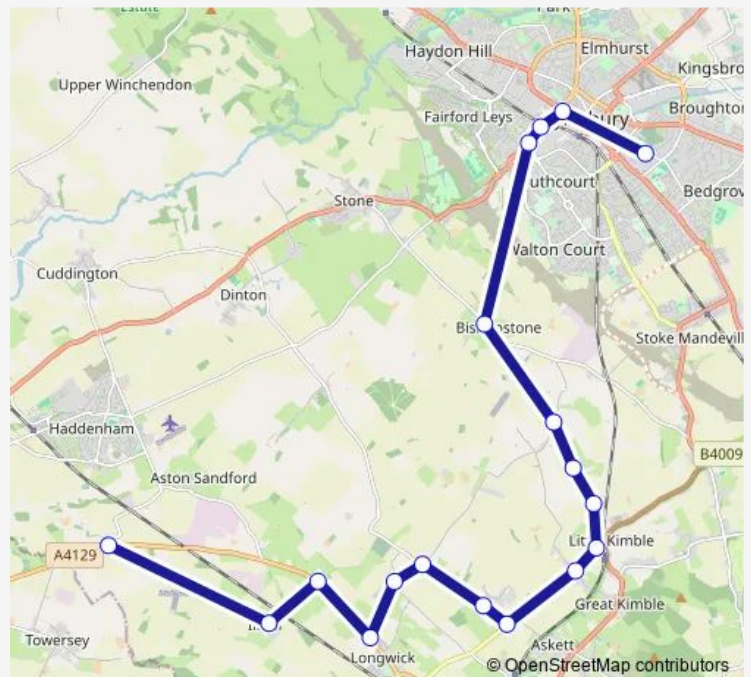 Estate
Park
Haydon Hill
Elmhurst
Kingsbro
Upper Winchendon
Fairford Leys
bury
Broughton
uthcourt
Bedgrov
Stone
Walton Court
Cuddington
Dinton
Bis
pstone
Stoke Mandevill
Haddenham
B4009
Aston Sandford
A4129
Lit
Kimble
Great Kimble
Towersey
Askett
Longwick
© OpenStreetMap contributors